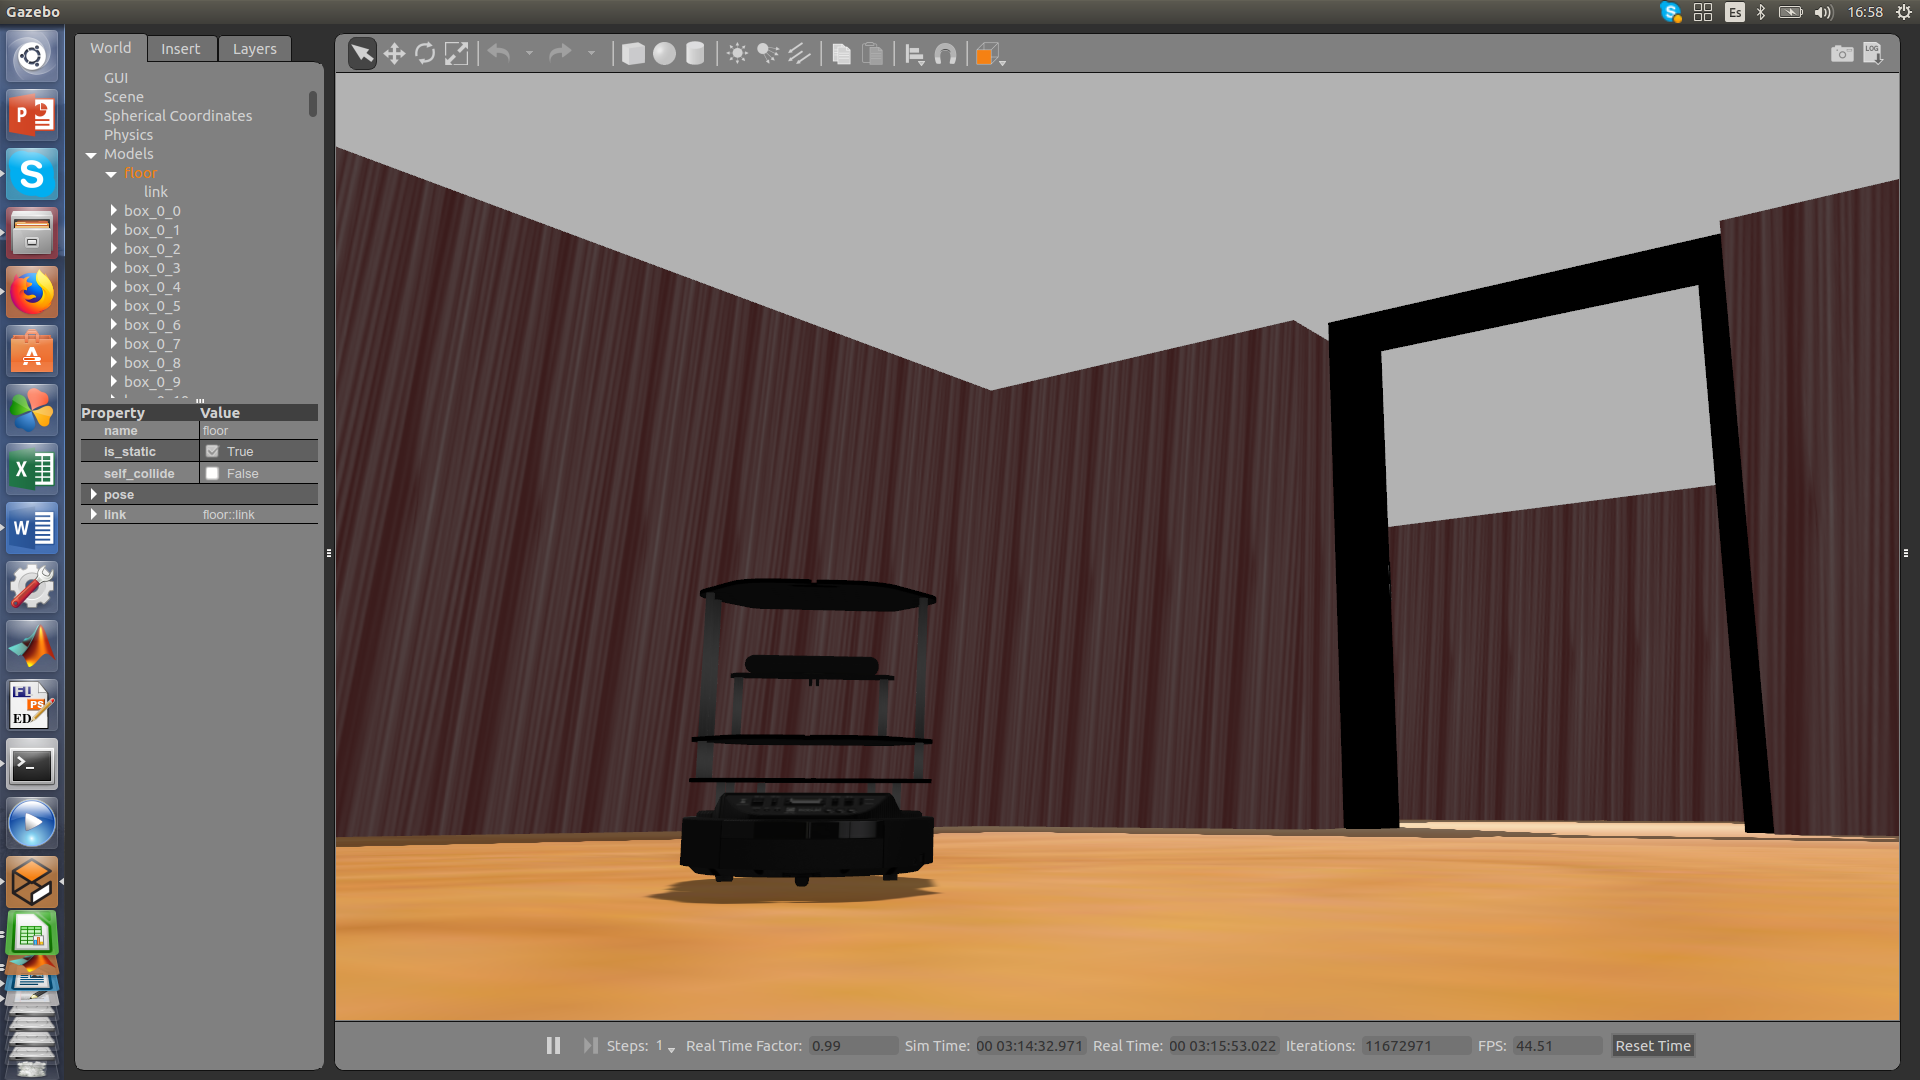 Gazebo
Es
16:58
World Insert Layers
LOG
GUI
Scene
Spherical Coordinates
Physics
Models
floor
link
box_0_0
box_0_1
box_0_2
box_0_3
box_0_4
box_0_5
box_0_6
box_0_7
box_0_8
box_0_9
Property Value
name floor
is_static True
self_collide False
pose
link floor::link
Steps: 1 Real Time Factor: 0.99 Sim Time: 00 03:14:32.971 Real Time: 00 03:15:53.022 Iterations: 11672971 FPS: 44.51 Reset Time